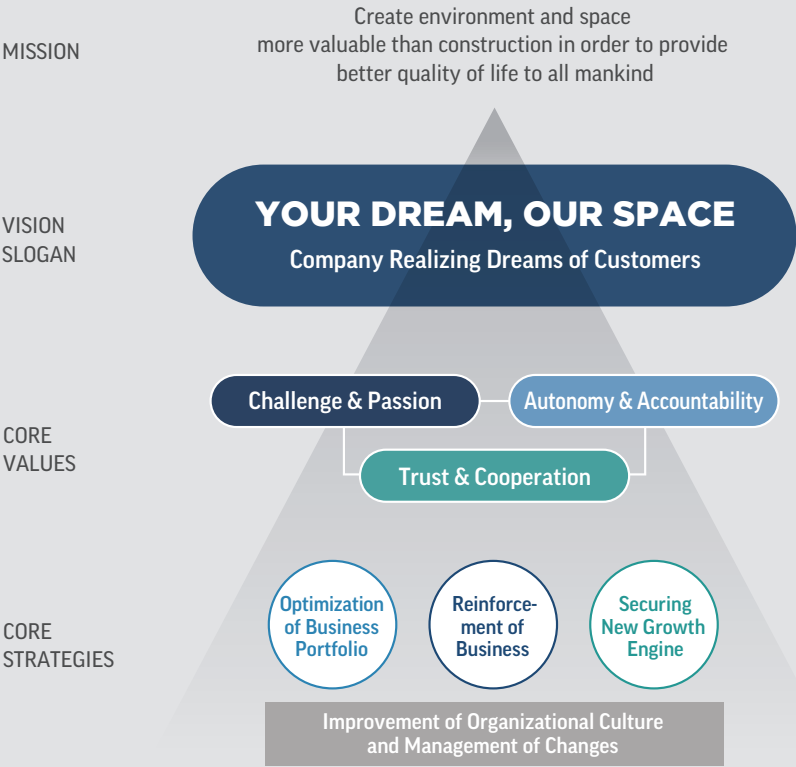 MISSION
Create environment and space
more valuable than construction in order to provide
better quality of life to all mankind
VISION
SLOGAN
YOUR DREAM, OUR SPACE
Company Realizing Dreams of Customers
CORE
VALUES
Challenge & Passion
Autonomy & Accountability
Trust & Cooperation
CORE
STRATEGIES
Optimization
of Business
Portfolio
Reinforce-
ment of
Business
Securing
New Growth
Engine
Improvement of Organizational Culture
and Management of Changes